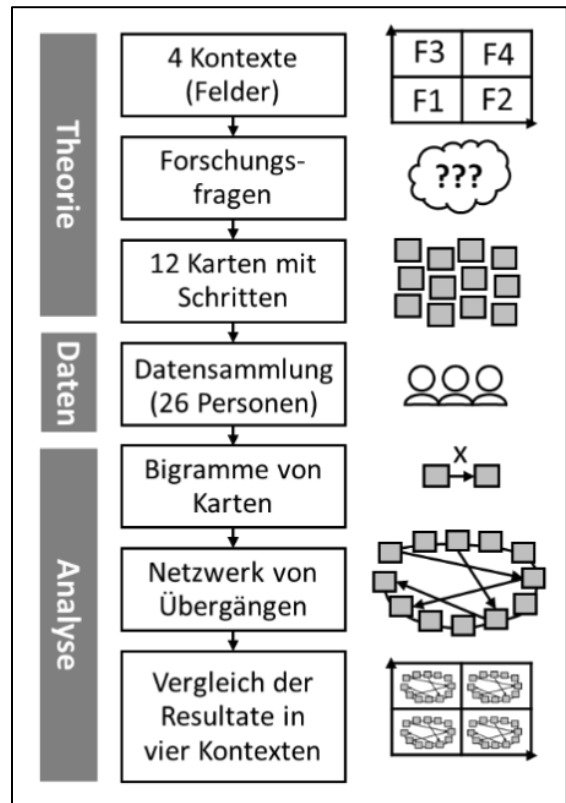 Theorie
4 Kontexte
(Felder)
F3 F4
F1 F2
Forschungs-
fragen
???
12 Karten mit
Schritten
Daten
Datensammlung
(26 Personen)
Analyse
Bigramme von
Karten
X
Netzwerk von
Übergängen
Vergleich der
Resultate in
vier Kontexten